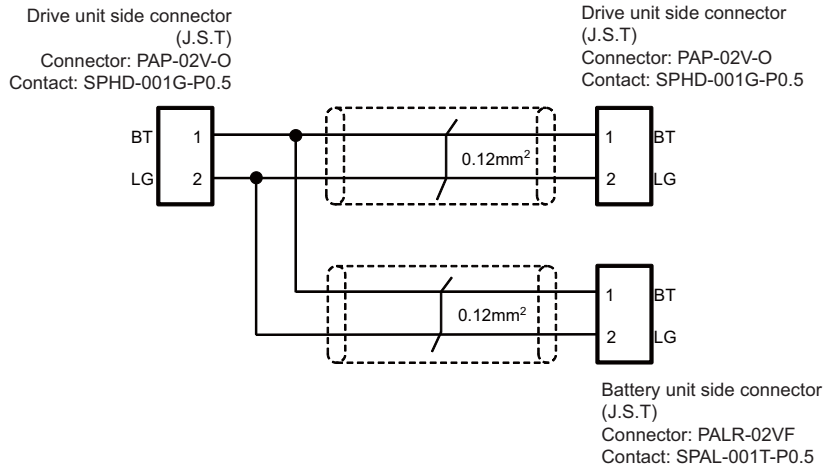 Drive unit side connector
(J.S.T)
Connector: PAP-02V-O
Contact: SPHD-001G-P0.5
Drive unit side connector
(J.S.T)
Connector: PAP-02V-O
Contact: SPHD-001G-P0.5
BT 1
LG 2
0.12mm²
1 BT
2 LG
0.12mm²
1 BT
2 LG
Battery unit side connector
(J.S.T)
Connector: PALR-02VF
Contact: SPAL-001T-P0.5